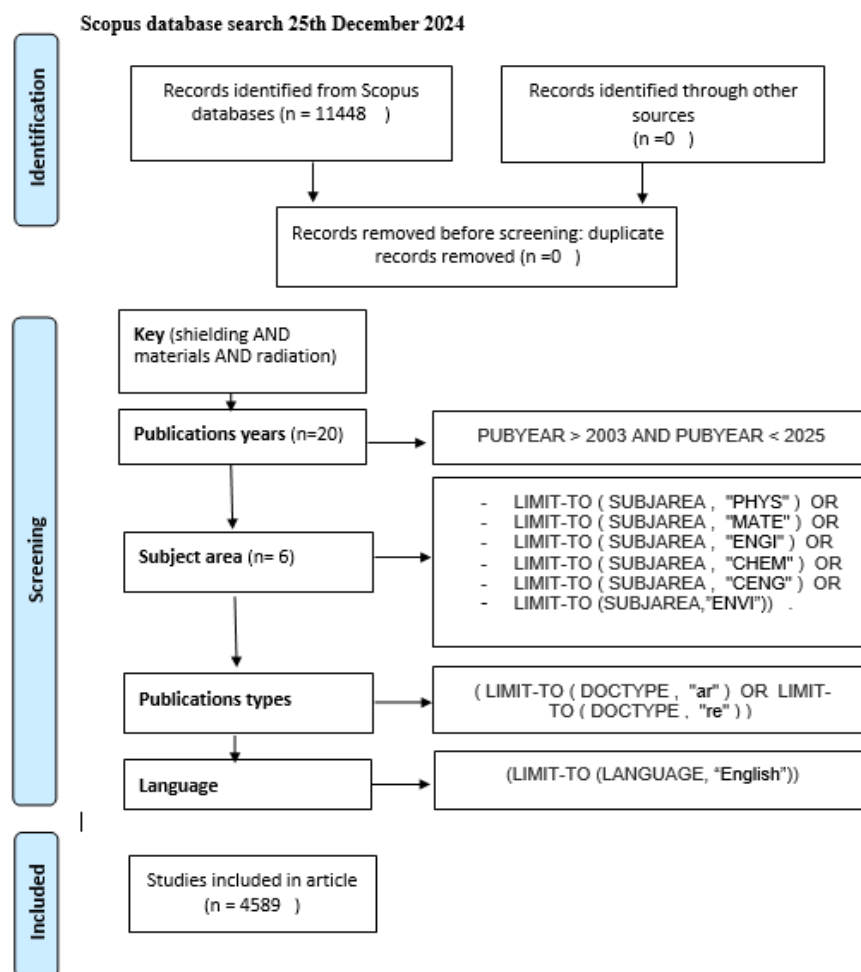 Scopus database search 25th December 2024
Identification
Records identified from Scopus
databases (n = 11448 )
Records identified through other
sources
(n =0 )
Records removed before screening: duplicate
records removed (n =0 )
Screening
Key (shielding AND
materials AND radiation)
Publications years (n=20)
PUBYEAR > 2003 AND PUBYEAR < 2025
Subject area (n= 6)
- LIMIT-TO ( SUBJAREA , "PHYS" ) OR
- LIMIT-TO ( SUBJAREA , "MATE" ) OR
- LIMIT-TO ( SUBJAREA , "ENGI" ) OR
- LIMIT-TO ( SUBJAREA , "CHEM" ) OR
- LIMIT-TO ( SUBJAREA , "CENG" ) OR
- LIMIT-TO (SUBJAREA,"ENVI")) .
Publications types
( LIMIT-TO ( DOCTYPE , "ar" ) OR LIMIT-
TO ( DOCTYPE , "re" ) )
Language
(LIMIT-TO (LANGUAGE, “English”))
Included
Studies included in article
(n = 4589 )